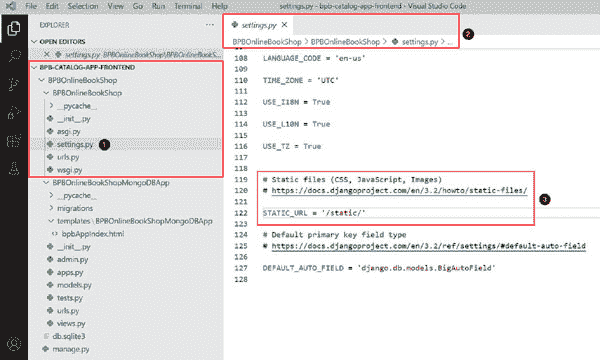 File Edit Selection View Go Run Terminal Help
settings.py - bpb-catalog-app-frontend - Visual Studio Code
EXPLORER
OPEN EDITORS
settings.py BPBOnlineBookShop\BPBOnlineBookS...
BPB-CATALOG-APP-FRONTEND
BPBOnlineBookShop
BPBOnlineBookShop
__pycache__
__init__.py
asgi.py
settings.py 1
urls.py
wsgi.py
BPBOnlineBookShopMongoDBApp
__pycache__
migrations
templates \ BPBOnlineBookShopMongoDBApp
bpbAppIndex.html
__init__.py
admin.py
apps.py
models.py
tests.py
urls.py
views.py
db.sqlite3
manage.py
settings.py
2
BPBOnlineBookShop > BPBOnlineBookShop > settings.py > ...
108 LANGUAGE_CODE = 'en-us'
109
110 TIME_ZONE = 'UTC'
111
112 USE_I18N = True
113
114 USE_L10N = True
115
116 USE_TZ = True
117
118
119 # Static files (CSS, JavaScript, Images)
120 # https://docs.djangoproject.com/en/3.2/howto/static-files/
3
121
122 STATIC_URL = '/static/'
123
124 # Default primary key field type
125 # https://docs.djangoproject.com/en/3.2/ref/settings/#default-auto-field
126
127 DEFAULT_AUTO_FIELD = 'django.db.models.BigAutoField'
128